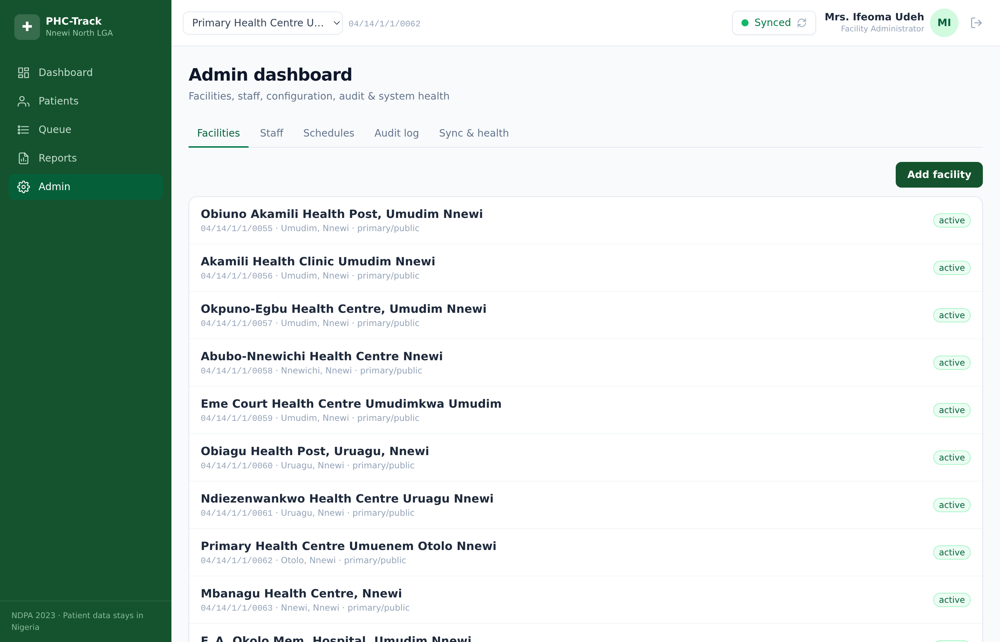 PHC-Track
Nnewi North LGA
Dashboard
Patients
Queue
Reports
Admin
NDPA 2023 · Patient data stays in
Nigeria
Primary Health Centre U...
04/14/1/1/0062
Synced
Mrs. Ifeoma Udeh
Facility Administrator
MI
Admin dashboard
Facilities, staff, configuration, audit & system health
Facilities
Staff
Schedules
Audit log
Sync & health
Add facility
Obiuno Akamili Health Post, Umudim Nnewi
04/14/1/1/0055 · Umudim, Nnewi · primary/public
active
Akamili Health Clinic Umudim Nnewi
04/14/1/1/0056 · Umudim, Nnewi · primary/public
active
Okpuno-Egbu Health Centre, Umudim Nnewi
04/14/1/1/0057 · Umudim, Nnewi · primary/public
active
Abubo-Nnewichi Health Centre Nnewi
04/14/1/1/0058 · Nnewichi, Nnewi · primary/public
active
Eme Court Health Centre Umudimkwa Umudim
04/14/1/1/0059 · Umudim, Nnewi · primary/public
active
Obiagu Health Post, Uruagu, Nnewi
04/14/1/1/0060 · Uruagu, Nnewi · primary/public
active
Ndiezenwankwo Health Centre Uruagu Nnewi
04/14/1/1/0061 · Uruagu, Nnewi · primary/public
active
Primary Health Centre Umuenem Otolo Nnewi
04/14/1/1/0062 · Otolo, Nnewi · primary/public
active
Mbanagu Health Centre, Nnewi
04/14/1/1/0063 · Nnewi, Nnewi · primary/public
active
E. A. Okolo Mem. Hospital, Umudim Nnewi